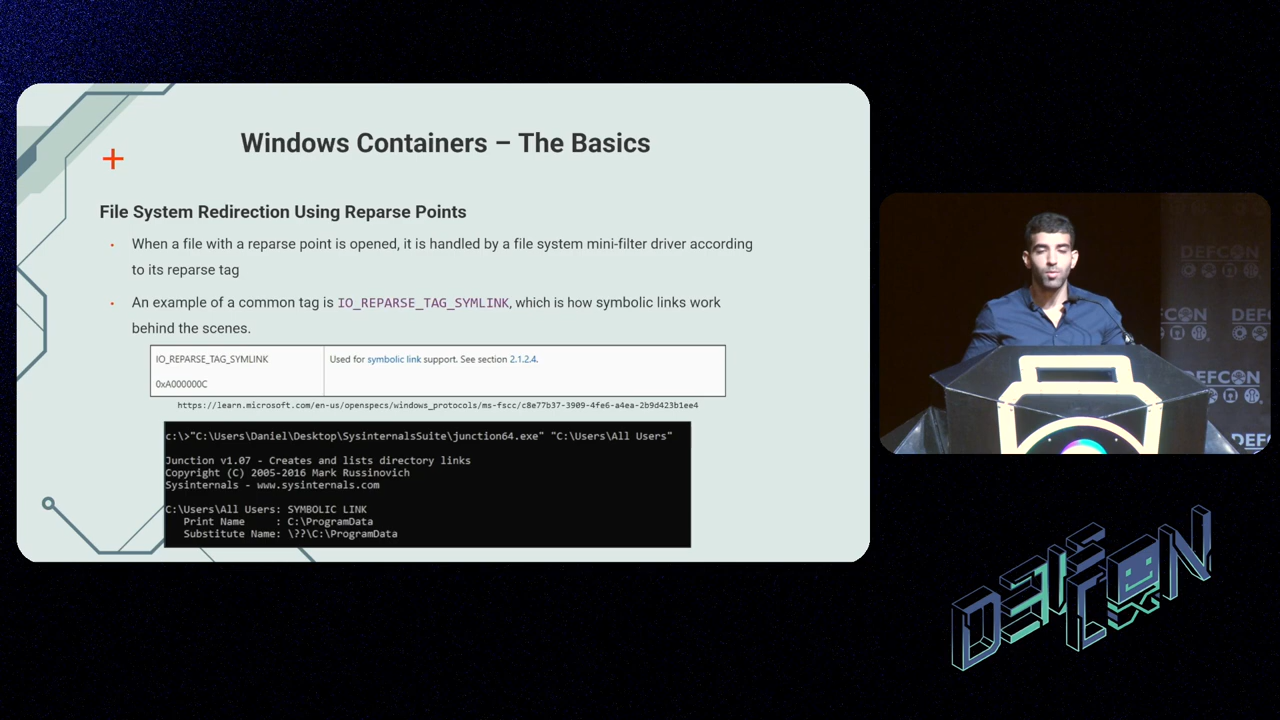 Windows Containers – The Basics
File System Redirection Using Reparse Points
When a file with a reparse point is opened, it is handled by a file system mini-filter driver according
to its reparse tag
An example of a common tag is IO_REPARSE_TAG_SYMLINK, which is how symbolic links work
behind the scenes.
IO_REPARSE_TAG_SYMLINK
Used for symbolic link support. See section 2.1.2.4.
0xA000000C
https://learn.microsoft.com/en-us/openspecs/windows_protocols/ms-fscc/c8e77b37-3909-4fe6-a4ea-2b9d423b1ee4
c:\>"C:\Users\Daniel\Desktop\SysinternalsSuite\junction64.exe" "C:\Users\All Users"
Junction v1.07 - Creates and lists directory links
Copyright (C) 2005-2016 Mark Russinovich
Sysinternals - www.sysinternals.com
C:\Users\All Users: SYMBOLIC LINK
Print Name : C:\ProgramData
Substitute Name: \??\C:\ProgramData
DEFCON
DEFCON
DEFCON
DEFCON